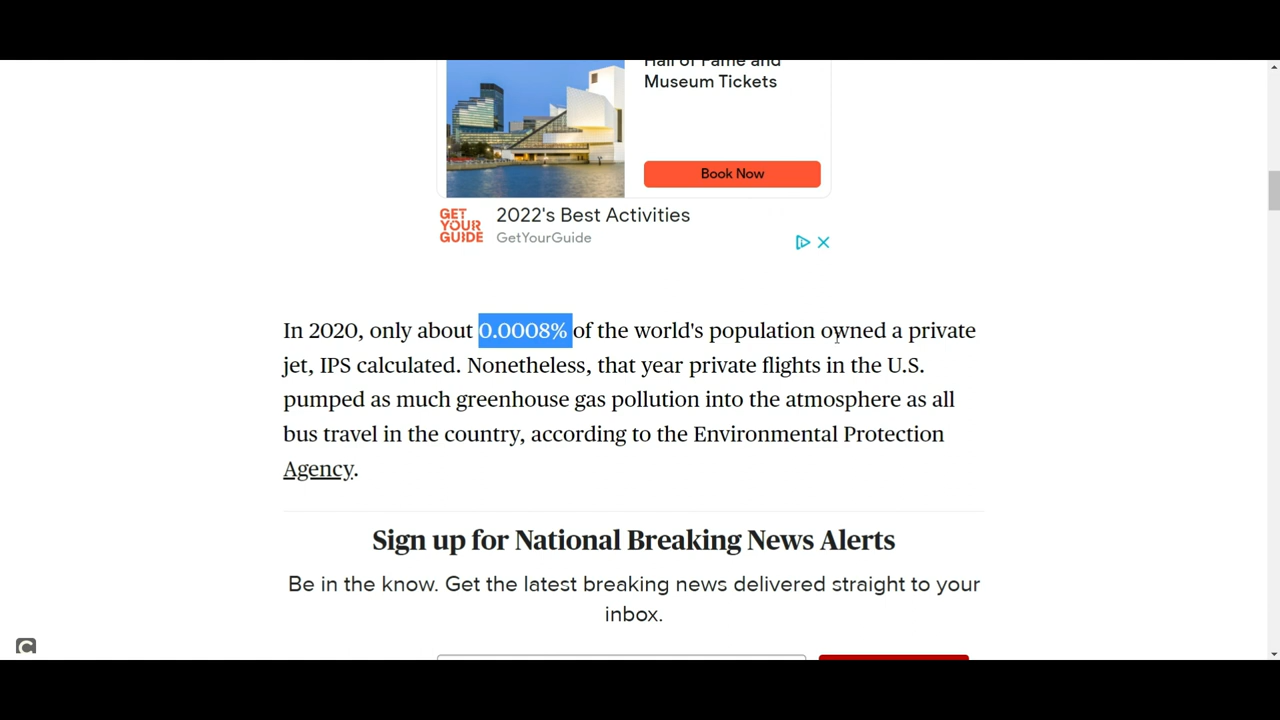 Hall of Fame and
Museum Tickets
Book Now
GET
YOUR
GUIDE
2022's Best Activities
GetYourGuide
In 2020, only about 0.0008% of the world's population owned a private
jet, IPS calculated. Nonetheless, that year private flights in the U.S.
pumped as much greenhouse gas pollution into the atmosphere as all
bus travel in the country, according to the Environmental Protection
Agency.
Sign up for National Breaking News Alerts
Be in the know. Get the latest breaking news delivered straight to your
inbox.